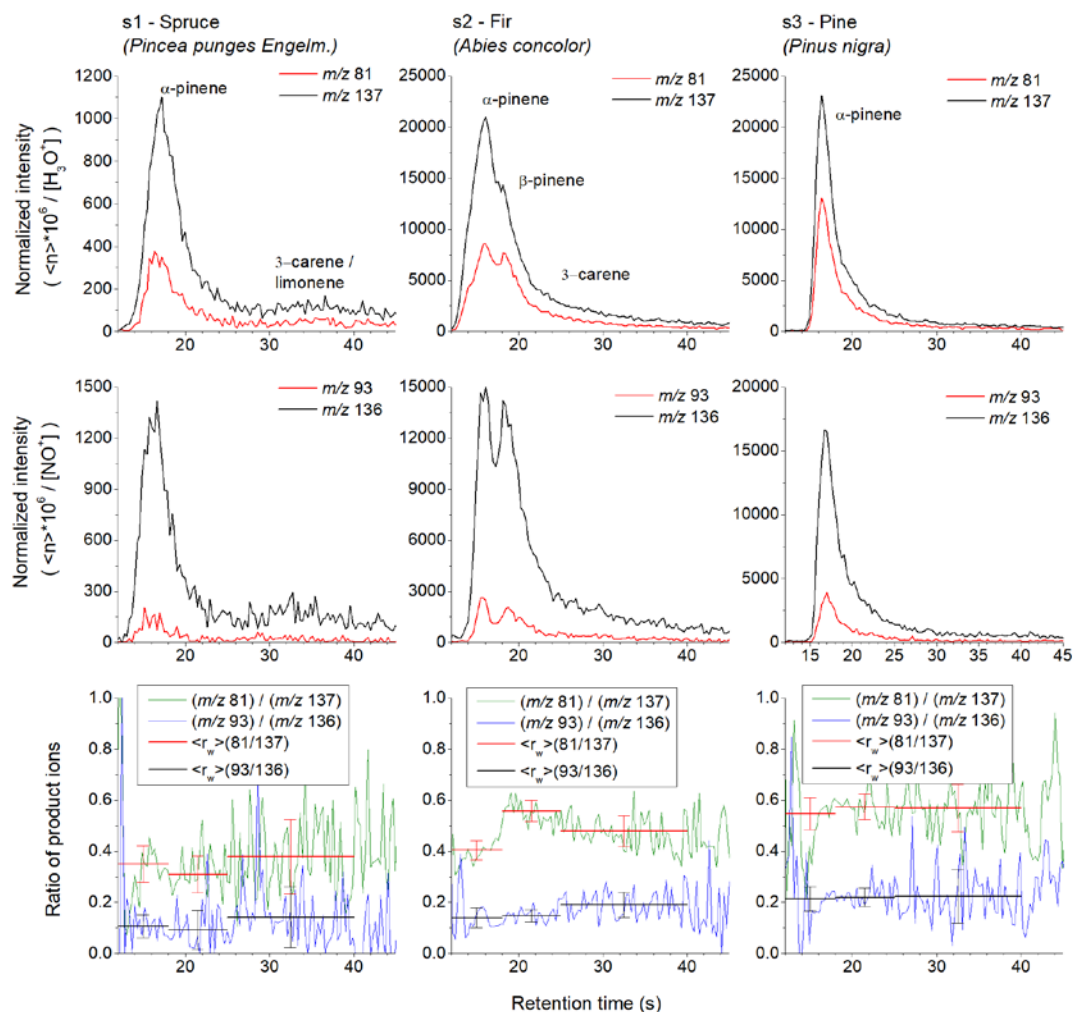 s1 - Spruce
(Pincea punges Engelm.)
s2 - Fir
(Abies concolor)
s3 - Pine
(Pinus nigra)
Normalized intensity
( <n>*10^6 / [H3O+] )
1200
1000
800
600
400
200
0
α-pinene
m/z 81
m/z 137
3-carene /
limonene
20
30
40
25000
20000
15000
10000
5000
0
α-pinene
m/z 81
m/z 137
β-pinene
3-carene
20
30
40
25000
20000
15000
10000
5000
0
m/z 81
m/z 137
α-pinene
20
30
40
45
Normalized intensity
( <n>*10^6 / [NO+] )
1500
1200
900
600
300
0
m/z 93
m/z 136
20
30
40
15000
12000
9000
6000
3000
0
m/z 93
m/z 136
20
30
40
20000
15000
10000
5000
0
m/z 93
m/z 136
15
20
25
30
35
40
45
Ratio of product ions
1.0
0.8
0.6
0.4
0.2
0.0
(m/z 81) / (m/z 137)
(m/z 93) / (m/z 136)
<r_w>(81/137)
<r_w>(93/136)
20
30
40
1.0
0.8
0.6
0.4
0.2
0.0
(m/z 81) / (m/z 137)
(m/z 93) / (m/z 136)
<r_w>(81/137)
<r_w>(93/136)
20
30
40
1.0
0.8
0.6
0.4
0.2
0.0
(m/z 81) / (m/z 137)
(m/z 93) / (m/z 136)
<r_w>(81/137)
<r_w>(93/136)
20
30
40
Retention time (s)